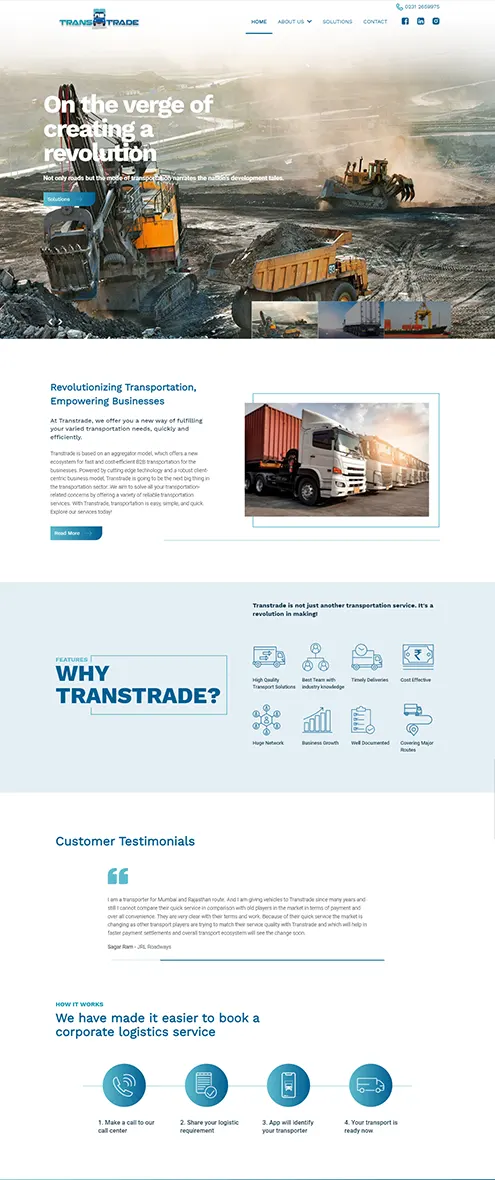 0231 2659975
TRANS TRADE
HOME ABOUT US SOLUTIONS CONTACT
On the verge of
creating a
revolution
Not only roads but the mode of transportation narrates the nation's development tales.
Solutions
Revolutionizing Transportation,
Empowering Businesses
At Transtrade, we offer you a new way of fulfilling
your varied transportation needs, quickly and
efficiently.
Transtrade is based on an aggregator model, which offers a new
ecosystem for fast and cost-efficient B2B transportation for the
businesses. Powered by cutting edge technology and a robust client-
centric business model, Transtrade is going to be the next big thing in
the transportation sector. We aim to solve all your transportation-
related concerns by offering a variety of reliable transportation
services. With Transtrade, transportation is easy, simple, and quick.
Explore our services today!
Read More
Transtrade is not just another transportation service. It's a
revolution in making!
FEATURES
WHY
TRANSTRADE?
High Quality
Transport Solutions
Best Team with
Industry knowledge
Timely Deliveries
Cost Effective
Huge Network
Business Growth
Well Documented
Covering Major
Routes
Customer Testimonials
I am a transporter for Mumbai and Rajasthan route. And I am giving vehicles to Transtrade since many years and
still I cannot compare their quick service in comparison with old players in the market in terms of payment and
over all convenience. They are very clear with their terms and work. Because of their quick service the market is
changing as other transport players are trying to match their service quality with Transtrade and which will help in
faster payment settlements and overall transport ecosystem will see the change soon.
Sagar Ram - JRL Roadways
HOW IT WORKS
We have made it easier to book a
corporate logistics service
1. Make a call to our
call center
2. Share your logistic
requirement
3. App will identify
your transporter
4. Your transport is
ready now